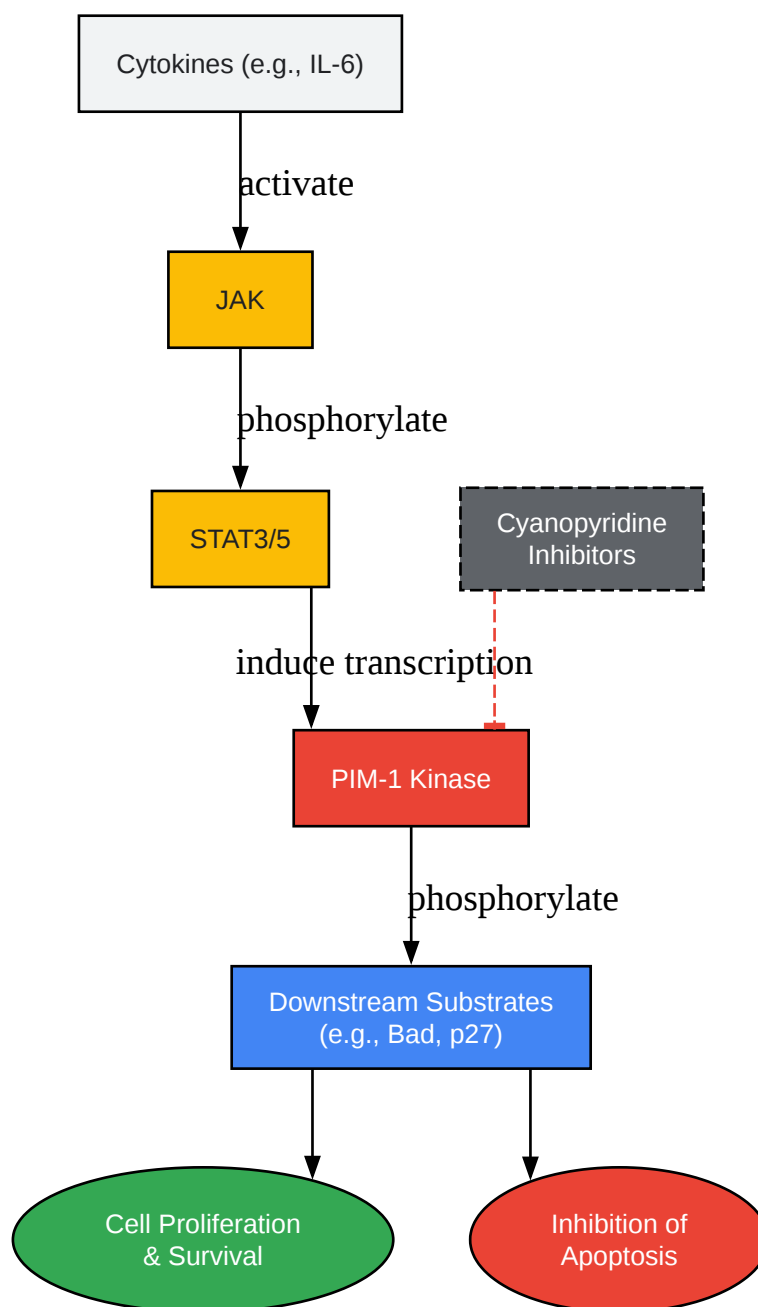 Cytokines (e.g., IL-6)
activate
JAK
phosphorylate
STAT3/5
Cyanopyridine
Inhibitors
induce transcription
PIM-1 Kinase
phosphorylate
Downstream Substrates
(e.g., Bad, p27)
Cell Proliferation
& Survival
Inhibition of
Apoptosis